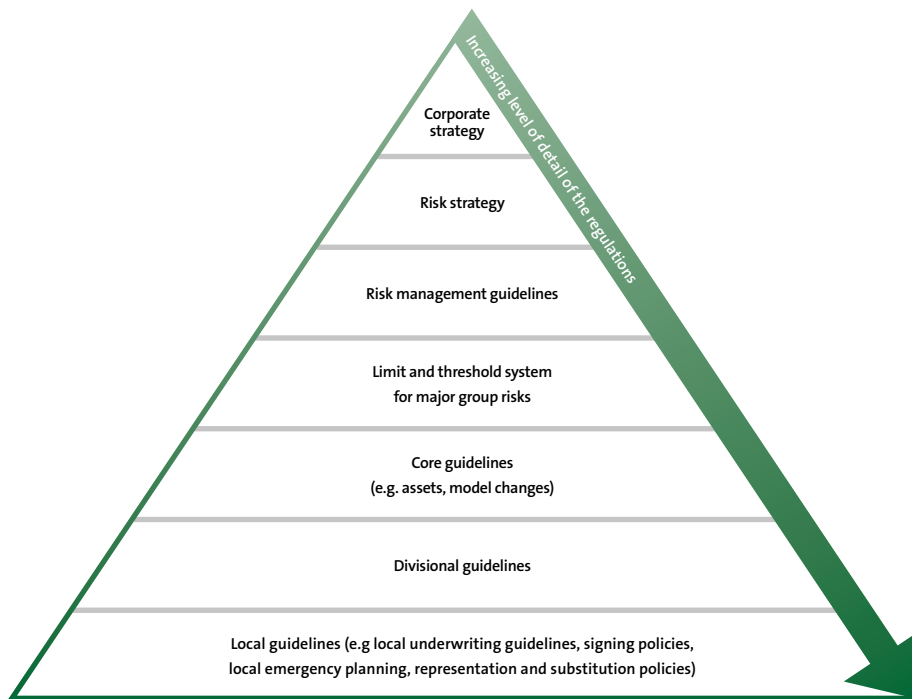 Increasing level of detail of the regulations
Corporate
strategy
Risk strategy
Risk management guidelines
Limit and threshold system
for major group risks
Core guidelines
(e.g. assets, model changes)
Divisional guidelines
Local guidelines (e.g local underwriting guidelines, signing policies,
local emergency planning, representation and substitution policies)